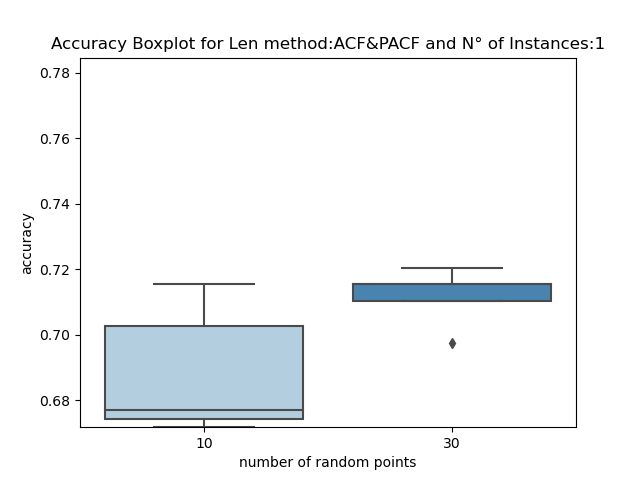 Accuracy Boxplot for Len method:ACF&PACF and N° of Instances:1
0.78
0.76
0.74
0.72
0.70
0.68
accuracy
10 30
number of random points